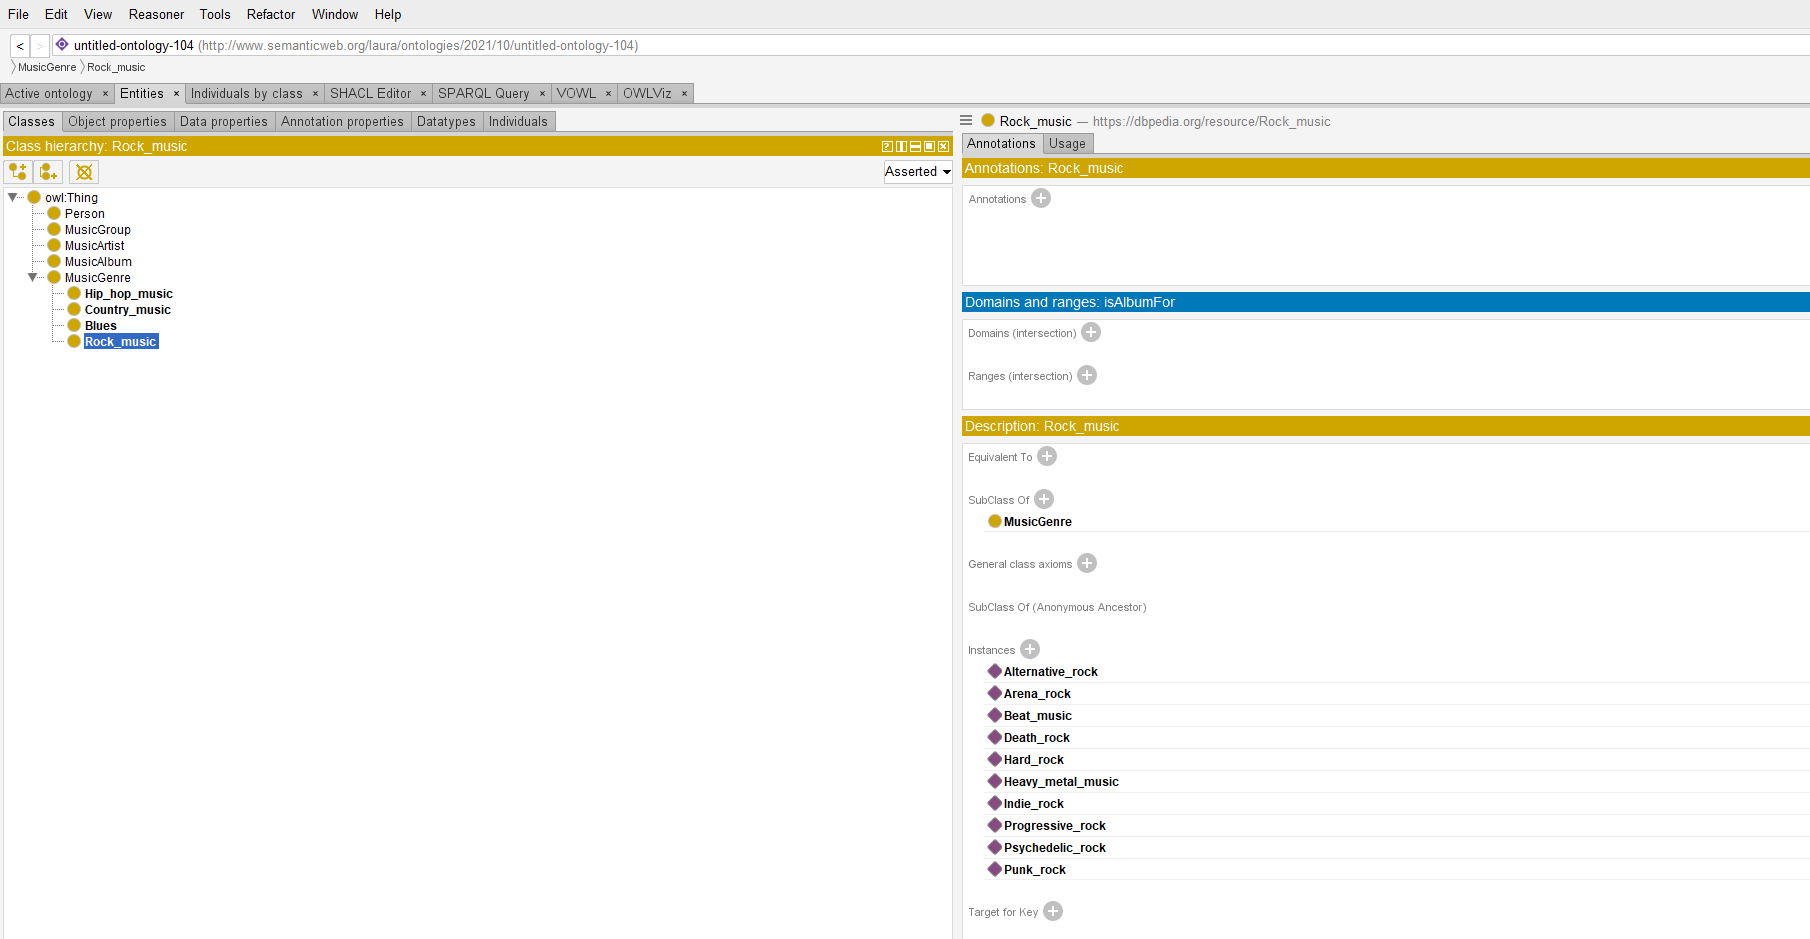 File Edit View Reasoner Tools Refactor Window Help
< > untitled-ontology-104 (http://www.semanticweb.org/laura/ontologies/2021/10/untitled-ontology-104)
〉MusicGenre 〉Rock_music
Active ontology × Entities × Individuals by class × SHACL Editor × SPARQL Query × VOWL × OWLViz ×
Classes Object properties Data properties Annotation properties Datatypes Individuals
Class hierarchy: Rock_music
Asserted
owl:Thing
Person
MusicGroup
MusicArtist
MusicAlbum
MusicGenre
Hip_hop_music
Country_music
Blues
Rock_music
Rock_music — https://dbpedia.org/resource/Rock_music
Annotations Usage
Annotations: Rock_music
Annotations
Domains and ranges: isAlbumFor
Domains (intersection)
Ranges (intersection)
Description: Rock_music
Equivalent To
SubClass Of
MusicGenre
General class axioms
SubClass Of (Anonymous Ancestor)
Instances
Alternative_rock
Arena_rock
Beat_music
Death_rock
Hard_rock
Heavy_metal_music
Indie_rock
Progressive_rock
Psychedelic_rock
Punk_rock
Target for Key